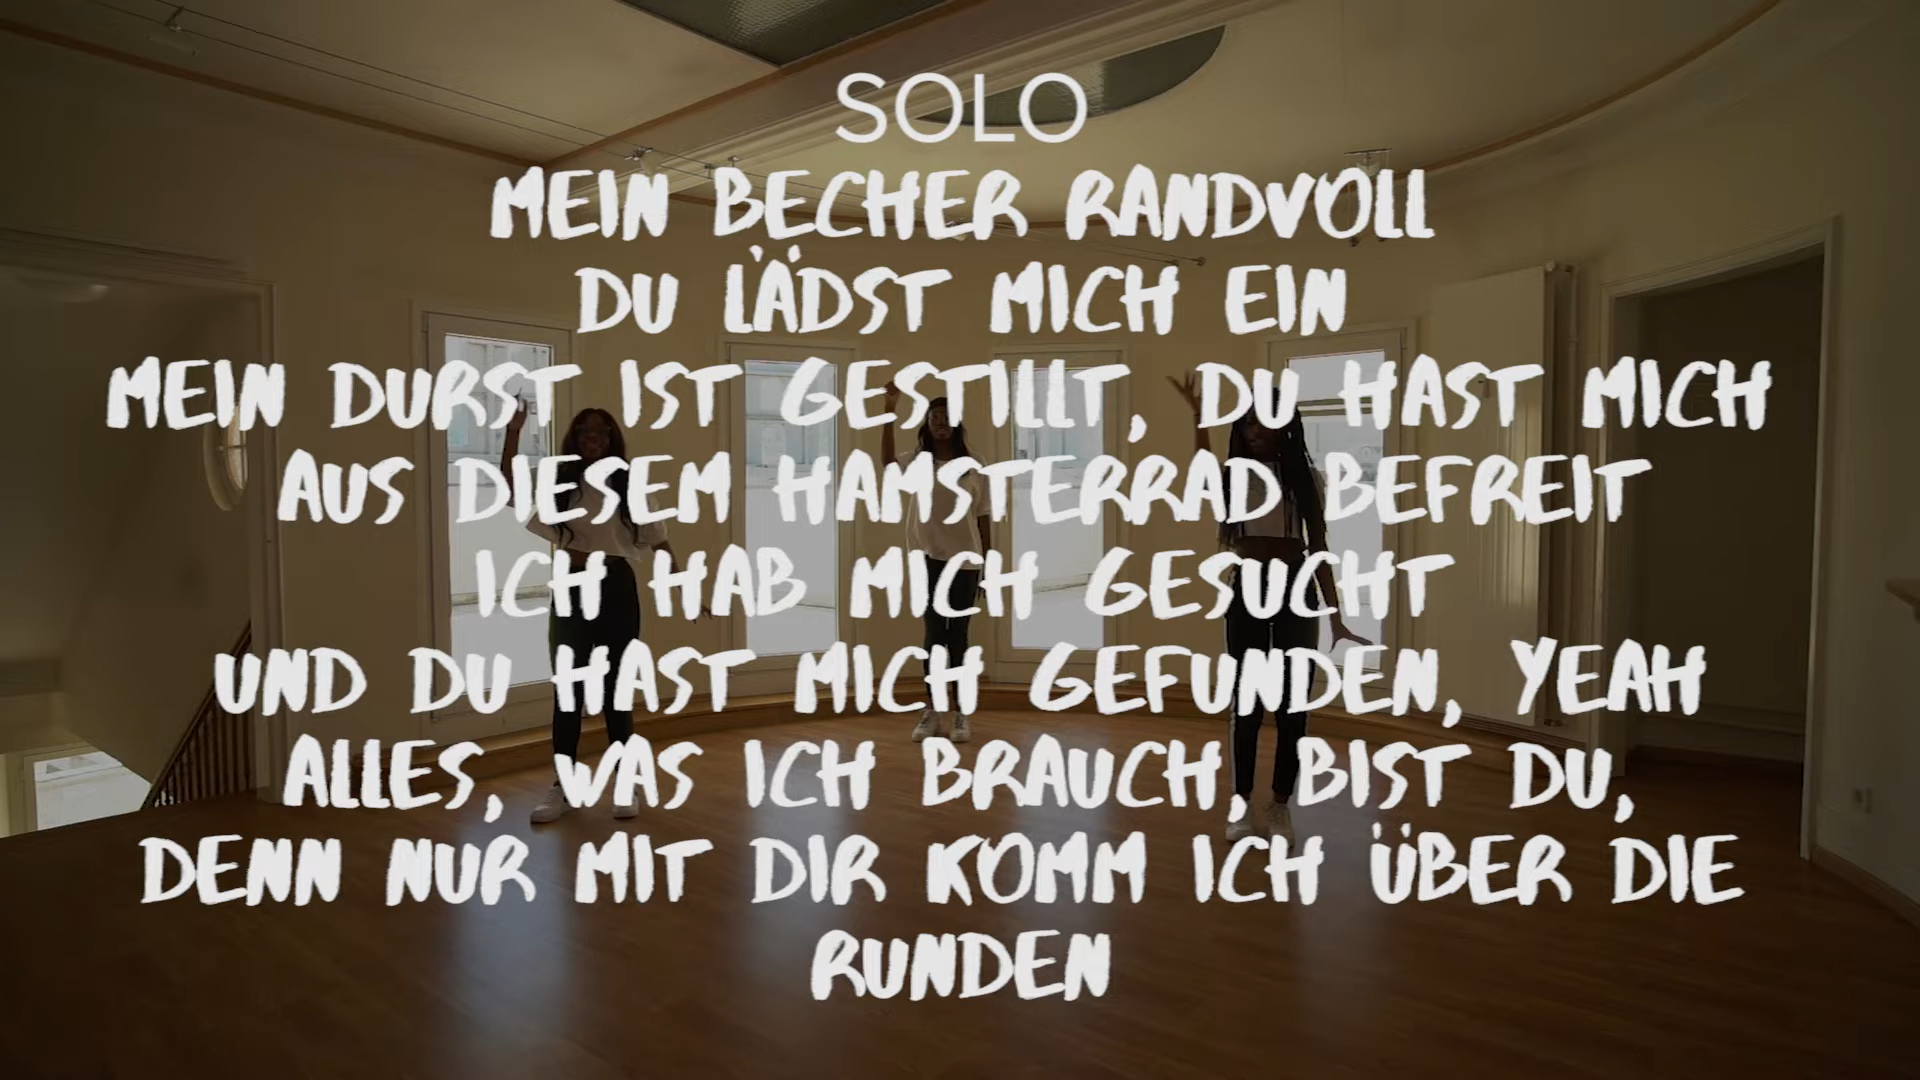 SOLO
MEIN BECHER RANDVOLL
DU LÄDST MICH EIN
MEIN DURST IST GESTILLT, DU HAST MICH
AUS DIESEM HAMSTERRAD BEFREIT
ICH HAB MICH GESUCHT
UND DU HAST MICH GEFUNDEN, YEAH
ALLES, WAS ICH BRAUCH, BIST DU,
DENN NUR MIT DIR KOMM ICH ÜBER DIE
RUNDEN